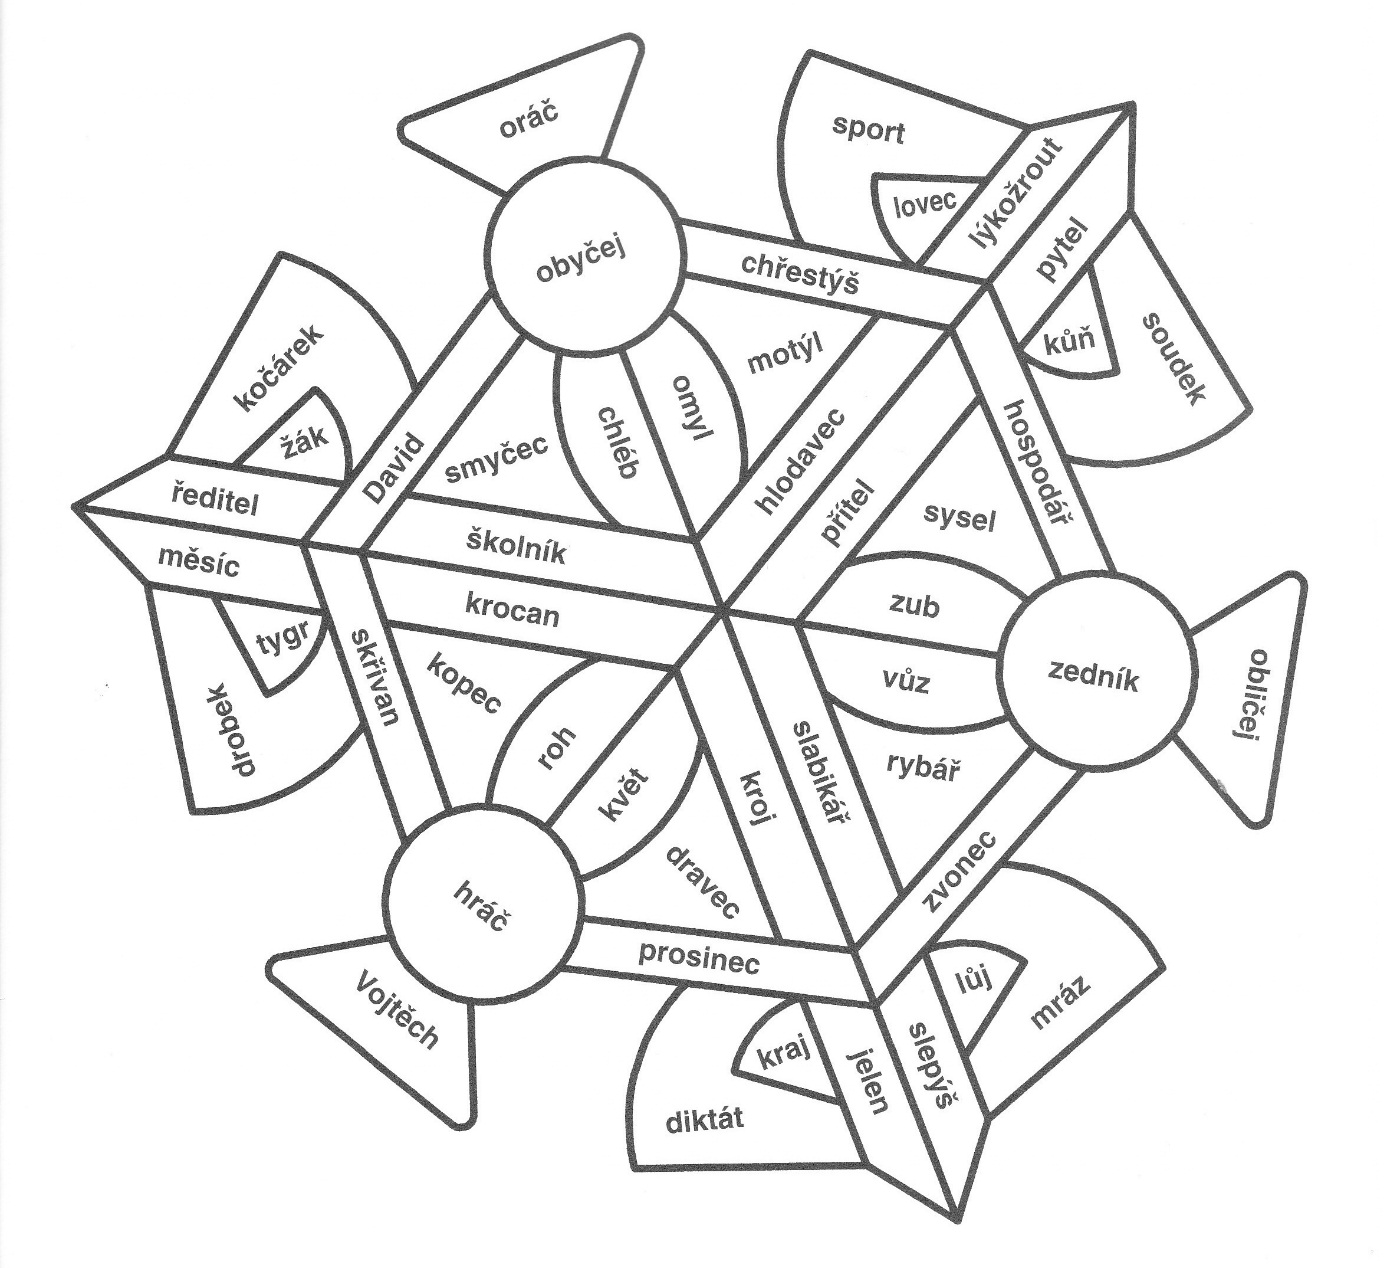 oráč
sport
lovec
lýkožrout
obyčej
pytel
chřestýš
kůň
soudek
kočárek
motýl
žák
omyl
chléb
smyčec
David
hlodavec
hospodář
ředitel
přítel
sysel
školník
měsíc
krocan
zub
tygr
skřivan
kopec
vůz
zedník
obličej
drobek
roh
květ
kroj
slabikář
rybář
dravec
zvonec
hráč
prosinec
Vojtěch
lůj
mráz
kraj
jelen
slepýš
diktát